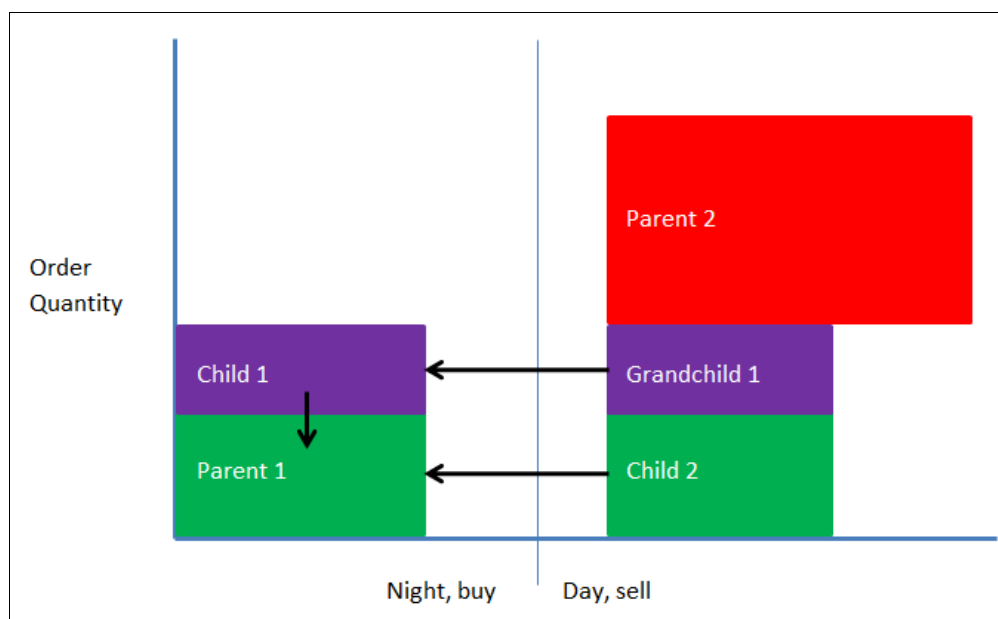 Parent 2
Order
Quantity
Child 1
Grandchild 1
Parent 1
Child 2
Night, buy
Day, sell